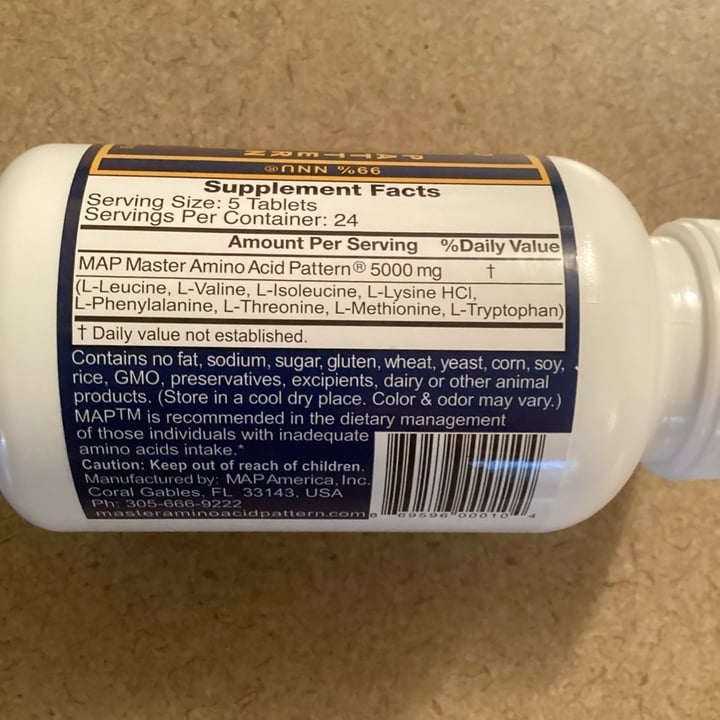 PATTERN
99% NNU®
Supplement Facts
Serving Size: 5 Tablets
Servings Per Container: 24
Amount Per Serving %Daily Value
MAP Master Amino Acid Pattern® 5000 mg †
(L-Leucine, L-Valine, L-Isoleucine, L-Lysine HCl,
L-Phenylalanine, L-Threonine, L-Methionine, L-Tryptophan)
† Daily value not established.
Contains no fat, sodium, sugar, gluten, wheat, yeast, corn, soy,
rice, GMO, preservatives, excipients, dairy or other animal
products. (Store in a cool dry place. Color & odor may vary.)
MAP™ is recommended in the dietary management
of those individuals with inadequate
amino acids intake.*
Caution: Keep out of reach of children.
Manufactured by: MAP America, Inc.
Coral Gables, FL 33143, USA
Ph: 305-666-9222
masteraminoacidpattern.com
8 69596 00010 4